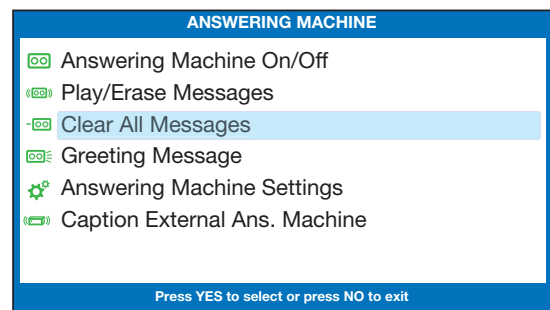 ANSWERING MACHINE
Answering Machine On/Off
Play/Erase Messages
Clear All Messages
Greeting Message
Answering Machine Settings
Caption External Ans. Machine
Press YES to select or press NO to exit